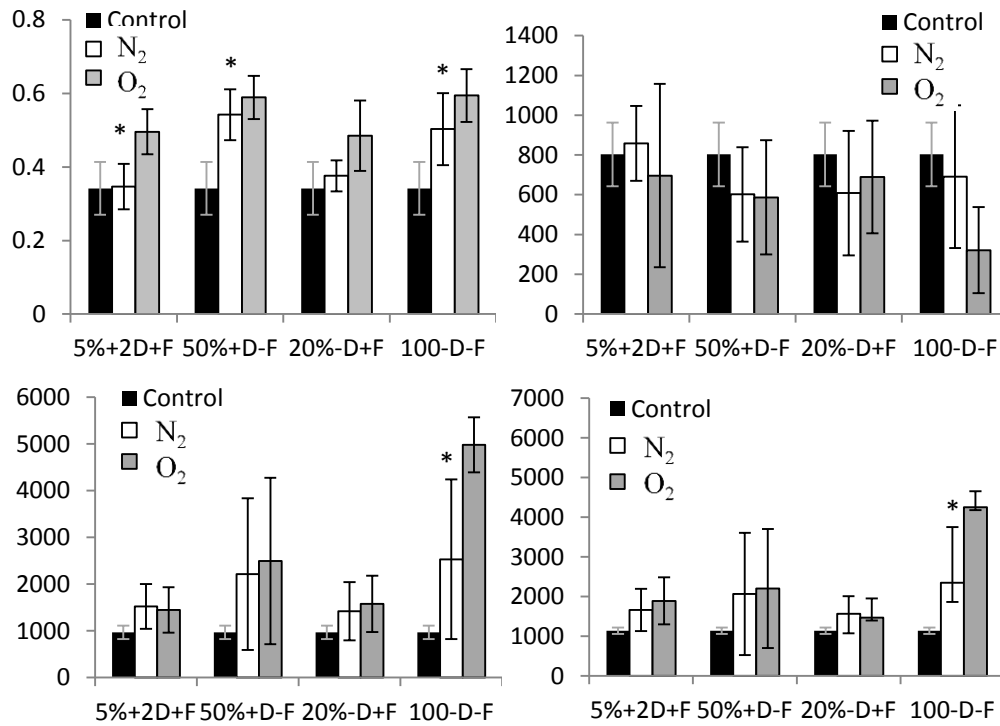 0.8
0.6
0.4
0.2
0
Control
N₂
O₂
*
*
*
5%+2D+F 50%+D-F 20%-D+F 100-D-F
1400
1200
1000
800
600
400
200
0
Control
N₂
O₂
5%+2D+F 50%+D-F 20%-D+F 100-D-F
6000
5000
4000
3000
2000
1000
0
Control
N₂
O₂
*
5%+2D+F 50%+D-F 20%-D+F 100-D-F
7000
6000
5000
4000
3000
2000
1000
0
Control
N₂
O₂
*
5%+2D+F 50%+D-F 20%-D+F 100-D-F